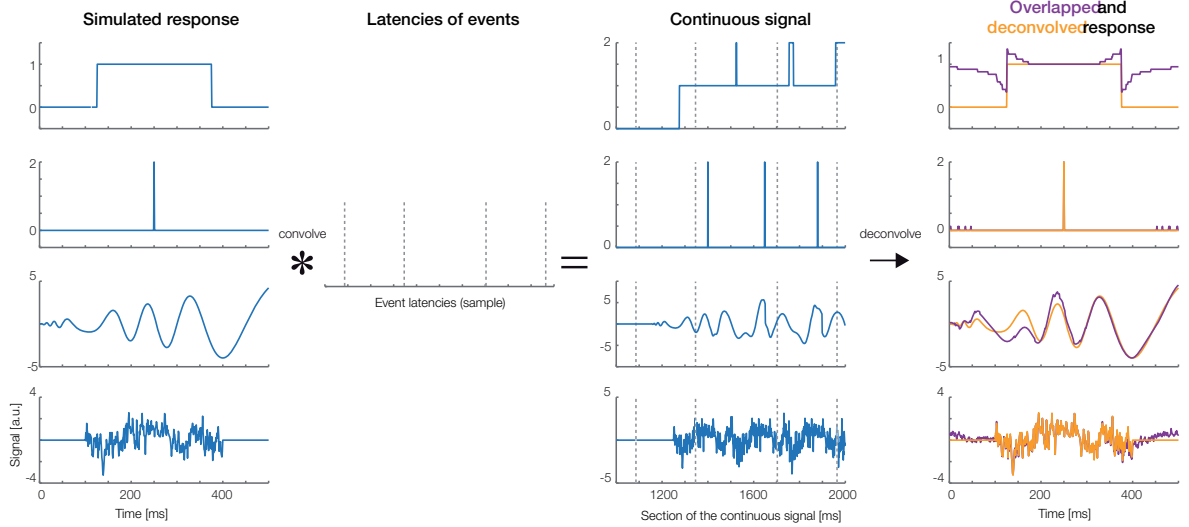 Simulated response
Latencies of events
Continuous signal
Overlapped and
deconvolved response
1
0
2
1
0
1
0
2
1
0
convolve
*
=
2
1
0
deconvolve
2
1
0
5
-5
Event latencies (sample)
5
-5
5
-5
Signal [a.u.]
4
-4
5
-5
4
-4
0 200 400
1200 1600 2000
0 200 400
Time [ms]
Section of the continuous signal [ms]
Time [ms]